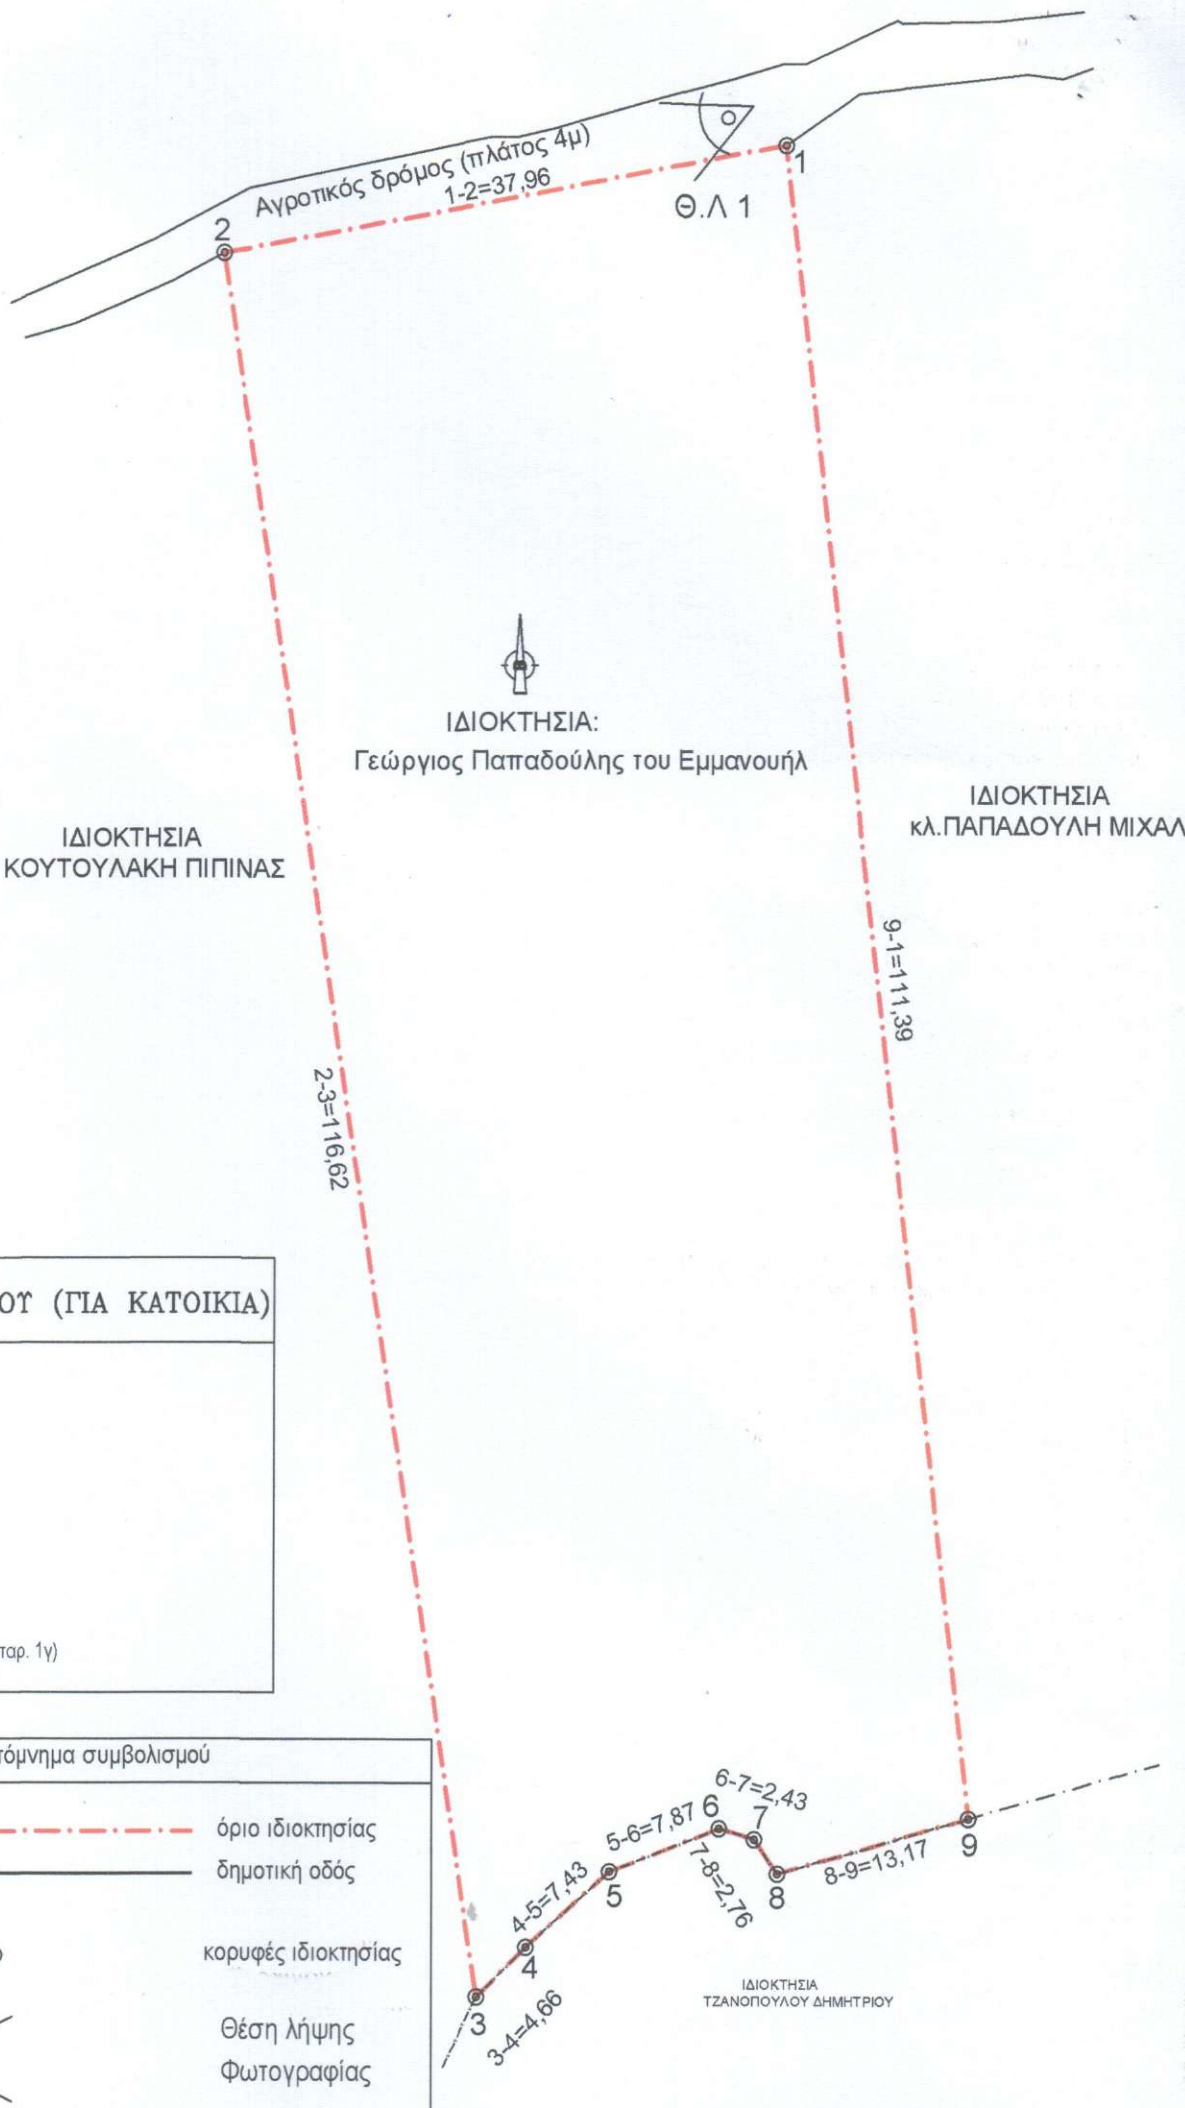 Αγροτικός δρόμος (πλάτος 4μ)
1-2=37,96
1
2
Θ.Λ 1
ΙΔΙΟΚΤΗΣΙΑ:
Γεώργιος Παπαδούλης του Εμμανουήλ
ΙΔΙΟΚΤΗΣΙΑ
κλ.ΠΑΠΑΔΟΥΛΗ ΜΙΧΑΛ
ΙΔΙΟΚΤΗΣΙΑ
ΚΟΥΤΟΥΛΑΚΗ ΠΙΠΙΝΑΣ
9-1=111,39
2-3=116,62
ΟΥ (ΓΙΑ ΚΑΤΟΙΚΙΑ)
παρ. 1γ)
πόμνημα συμβολισμού
όριο ιδιοκτησίας
δημοτική οδός
κορυφές ιδιοκτησίας
Θέση λήψης
Φωτογραφίας
6-7=2,43
6
7
5-6=7,87
7-8=2,76
8-9=13,17
9
8
5
4-5=7,43
4
3
3-4=4,66
ΙΔΙΟΚΤΗΣΙΑ
ΤΖΑΝΟΠΟΥΛΟΥ ΔΗΜΗΤΡΙΟΥ